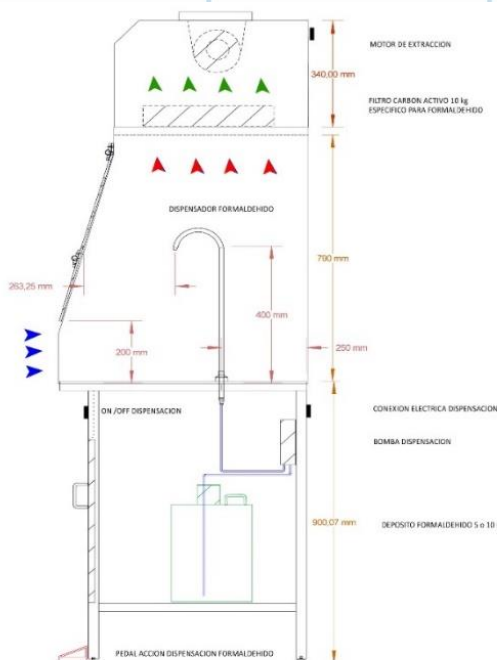 MOTOR DE EXTRACCION
340,00 mm
FILTRO CARBON ACTIVO 10 kg
ESPECIFICO PARA FORMALDEHIDO
DISPENSADOR FORMALDEHIDO
700 mm
263,25 mm
400 mm
200 mm
250 mm
ON /OFF DISPENSACION
CONEXION ELECTRICA DISPENSACION
BOMBA DISPENSACION
900,07 mm
DEPOSITO FORMALDEHIDO 5 o 10
PEDAL ACCION DISPENSACION FORMALDEHIDO